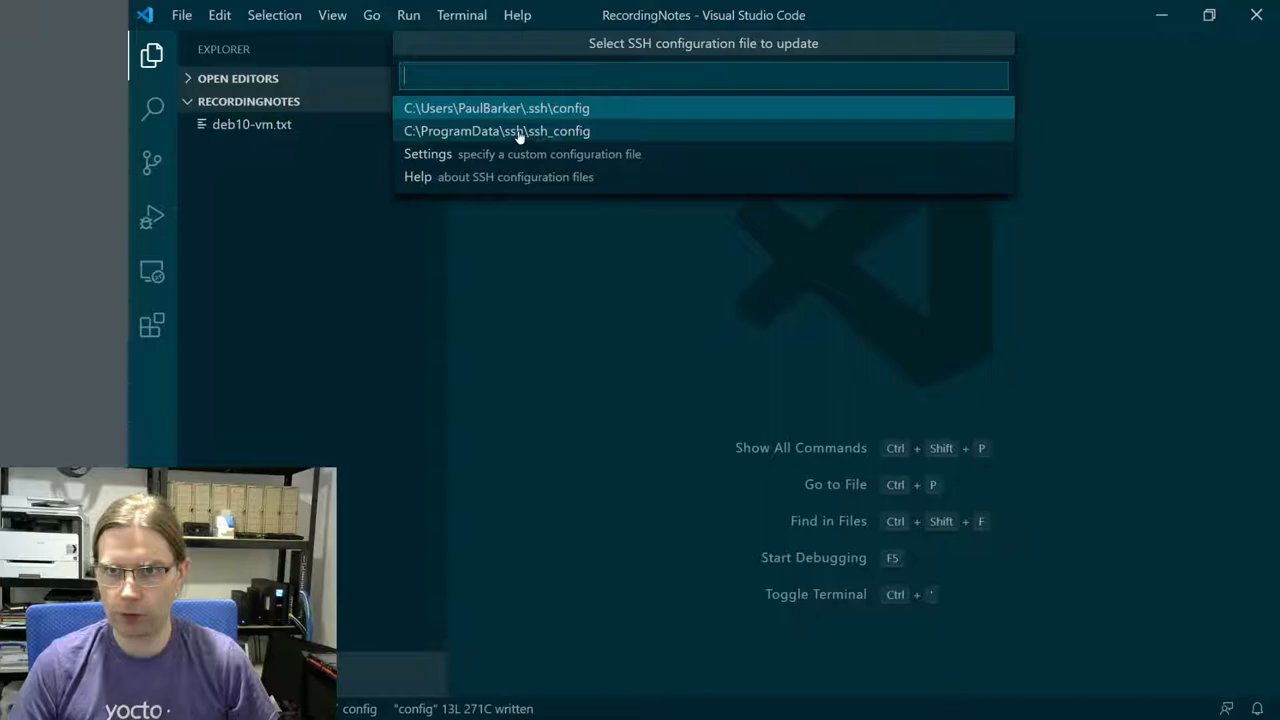 File Edit Selection View Go Run Terminal Help RecordingNotes - Visual Studio Code
EXPLORER
OPEN EDITORS
RECORDINGNOTES
deb10-vm.txt
Select SSH configuration file to update
C:\Users\PaulBarker\.ssh\config
C:\ProgramData\ssh\ssh_config
Settings specify a custom configuration file
Help about SSH configuration files
Show All Commands Ctrl + Shift + P
Go to File Ctrl + P
Find in Files Ctrl + Shift + F
Start Debugging F5
Toggle Terminal Ctrl + '
yocto
config "config" 13L 271C written